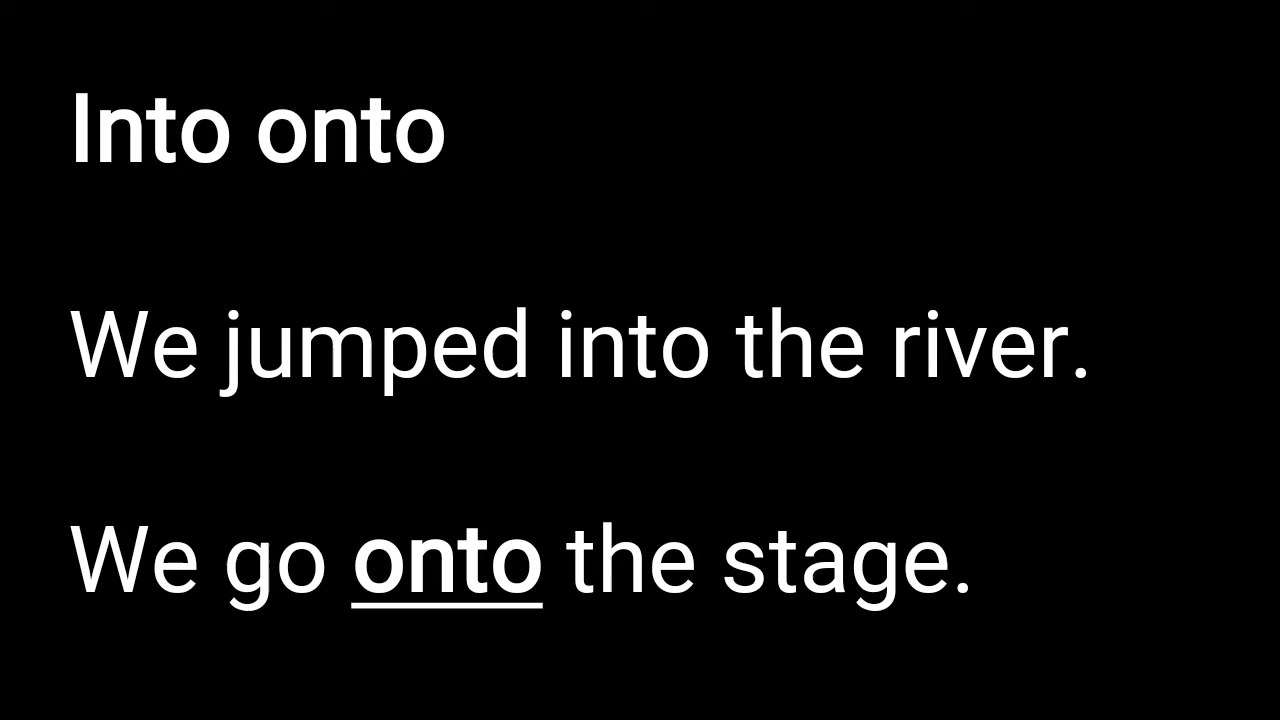 Into onto
We jumped into the river.
We go onto the stage.